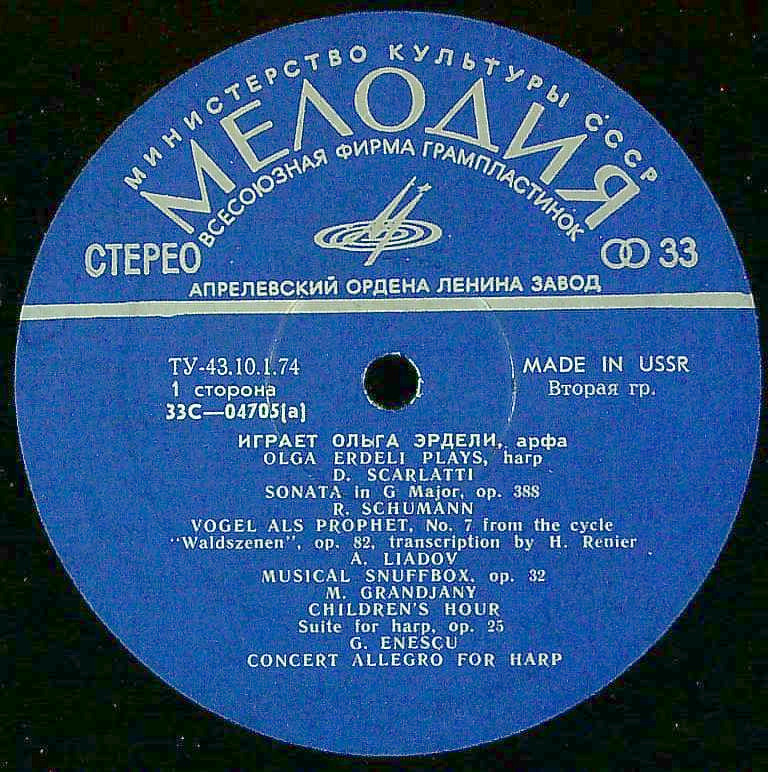 МИНИСТЕРСТВО КУЛЬТУРЫ СССР
МЕЛОДИЯ
ВСЕСОЮЗНАЯ ФИРМА ГРАМПЛАСТИНОК
СТЕРЕО
33
АПРЕЛЕВСКИЙ ОРДЕНА ЛЕНИНА ЗАВОД
ТУ-43.10.1.74
1 сторона
33С—04705(а)
MADE IN USSR
Вторая гр.
ИГРАЕТ ОЛЬГА ЭРДЕЛИ, арфа
OLGA ERDELI PLAYS, harp
D. SCARLATTI
SONATA in G Major, op. 388
R. SCHUMANN
VOGEL ALS PROPHET, No. 7 from the cycle
"Waldszenen", op. 82, transcription by H. Renier
A. LIADOV
MUSICAL SNUFFBOX, op. 32
M. GRANDJANY
CHILDREN'S HOUR
Suite for harp, op. 25
G. ENESCU
CONCERT ALLEGRO FOR HARP